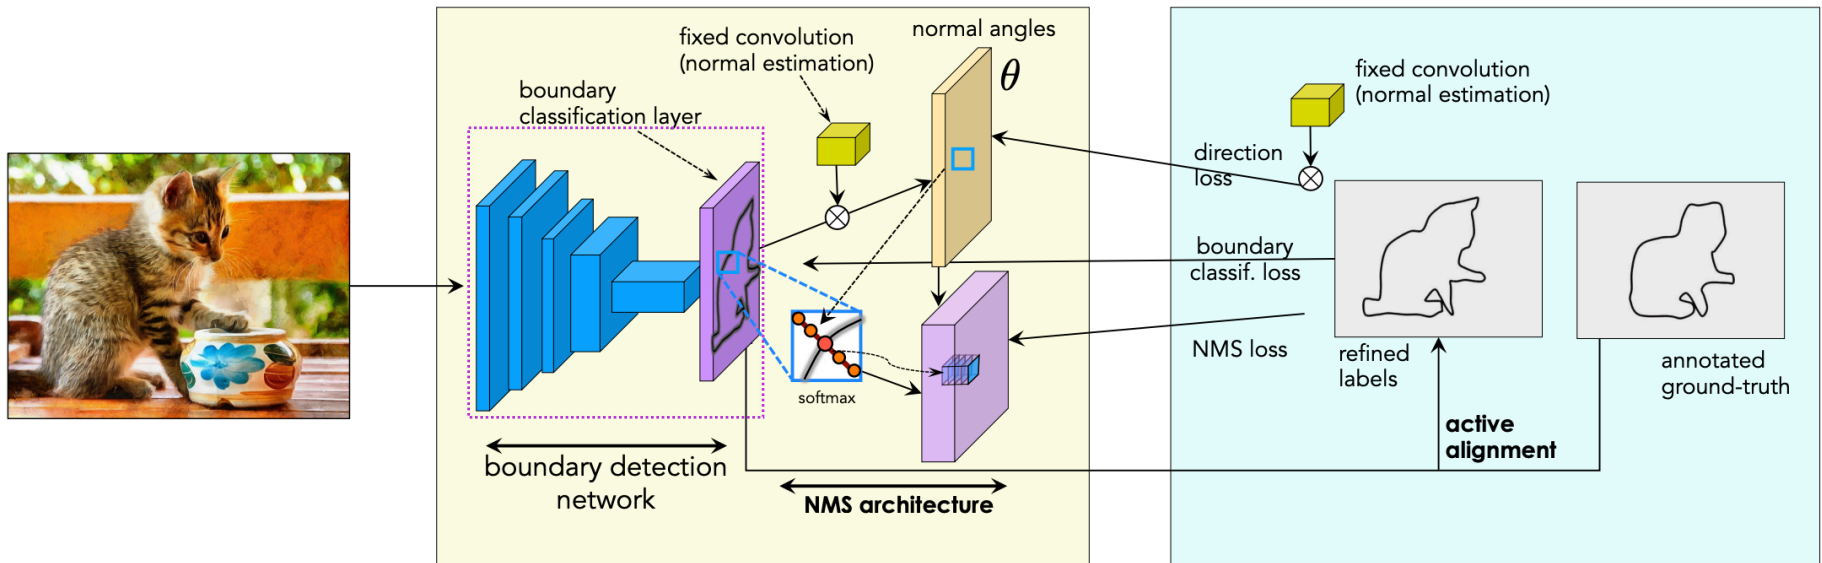 fixed convolution
(normal estimation)
normal angles
θ
boundary
classification layer
softmax
boundary detection
network
NMS architecture
fixed convolution
(normal estimation)
direction
loss
boundary
classif. loss
NMS loss
refined
labels
annotated
ground-truth
active
alignment